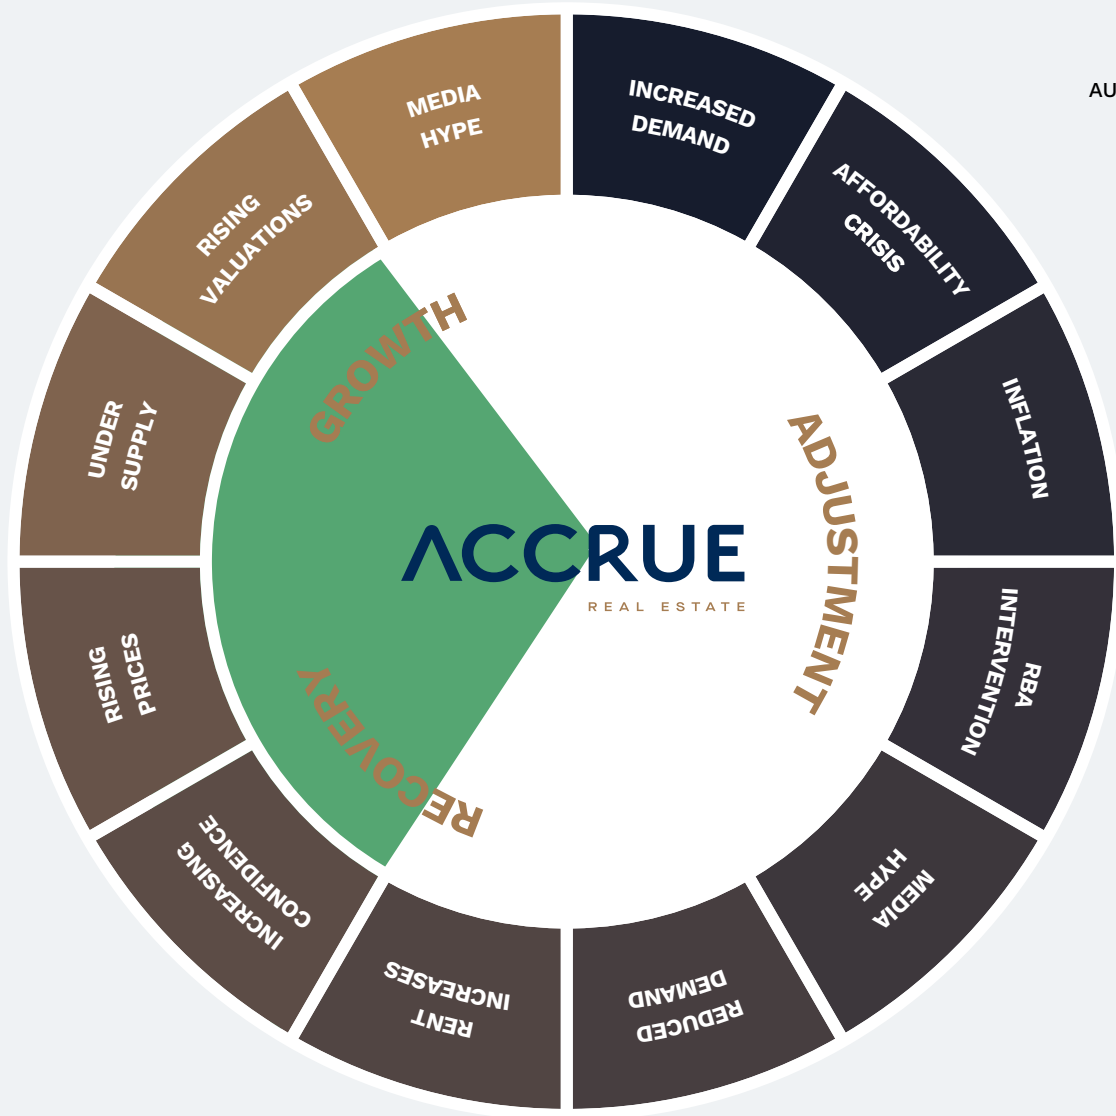 INCREASED
DEMAND
AFFORDABILITY
CRISIS
INFLATION
RBA
INTERVENTION
MEDIA
HYPE
REDUCED
DEMAND
RENT
INCREASES
INCREASING
CONFIDENCE
RISING
PRICES
UNDER
SUPPLY
RISING
VALUATIONS
MEDIA
HYPE
GROWTH
ADJUSTMENT
RECOVERY
ACCRUE
REAL ESTATE
AU